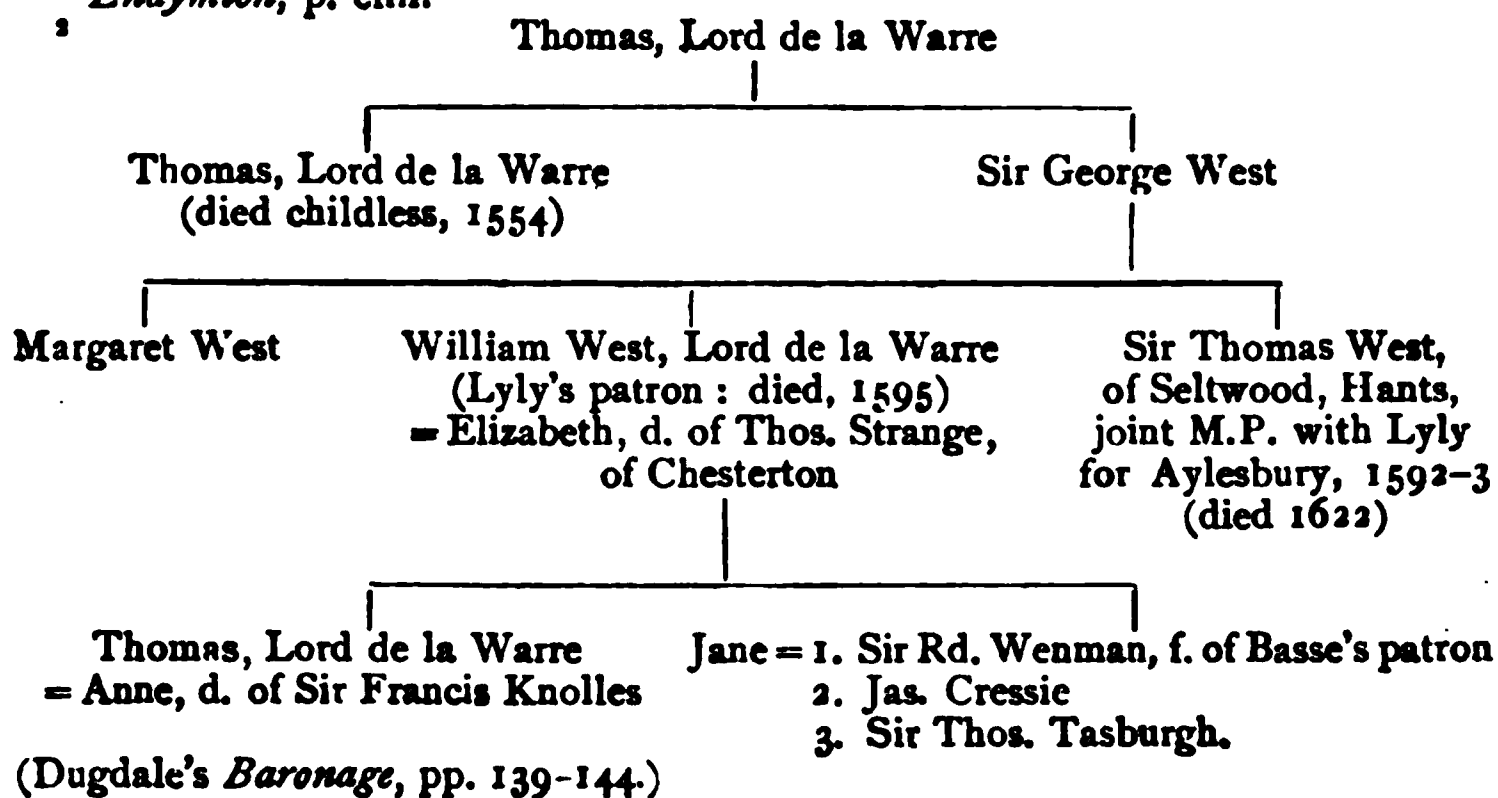 Endymion, p.
² Thomas, Lord de la Warre
Thomas, Lord de la Warre Sir George West
(died childless, 1554)
Margaret West William West, Lord de la Warre Sir Thomas West,
(Lyly's patron : died, 1595) of Seltwood, Hants,
= Elizabeth, d. of Thos. Strange, joint M.P. with Lyly
of Chesterton for Aylesbury, 1592-3
(died 1622)
Thomas, Lord de la Warre Jane = 1. Sir Rd. Wenman, f. of Basse's patron
= Anne, d. of Sir Francis Knolles 2. Jas. Cressie
3. Sir Thos. Tasburgh.
(Dugdale's Baronage, pp. 139-144.)